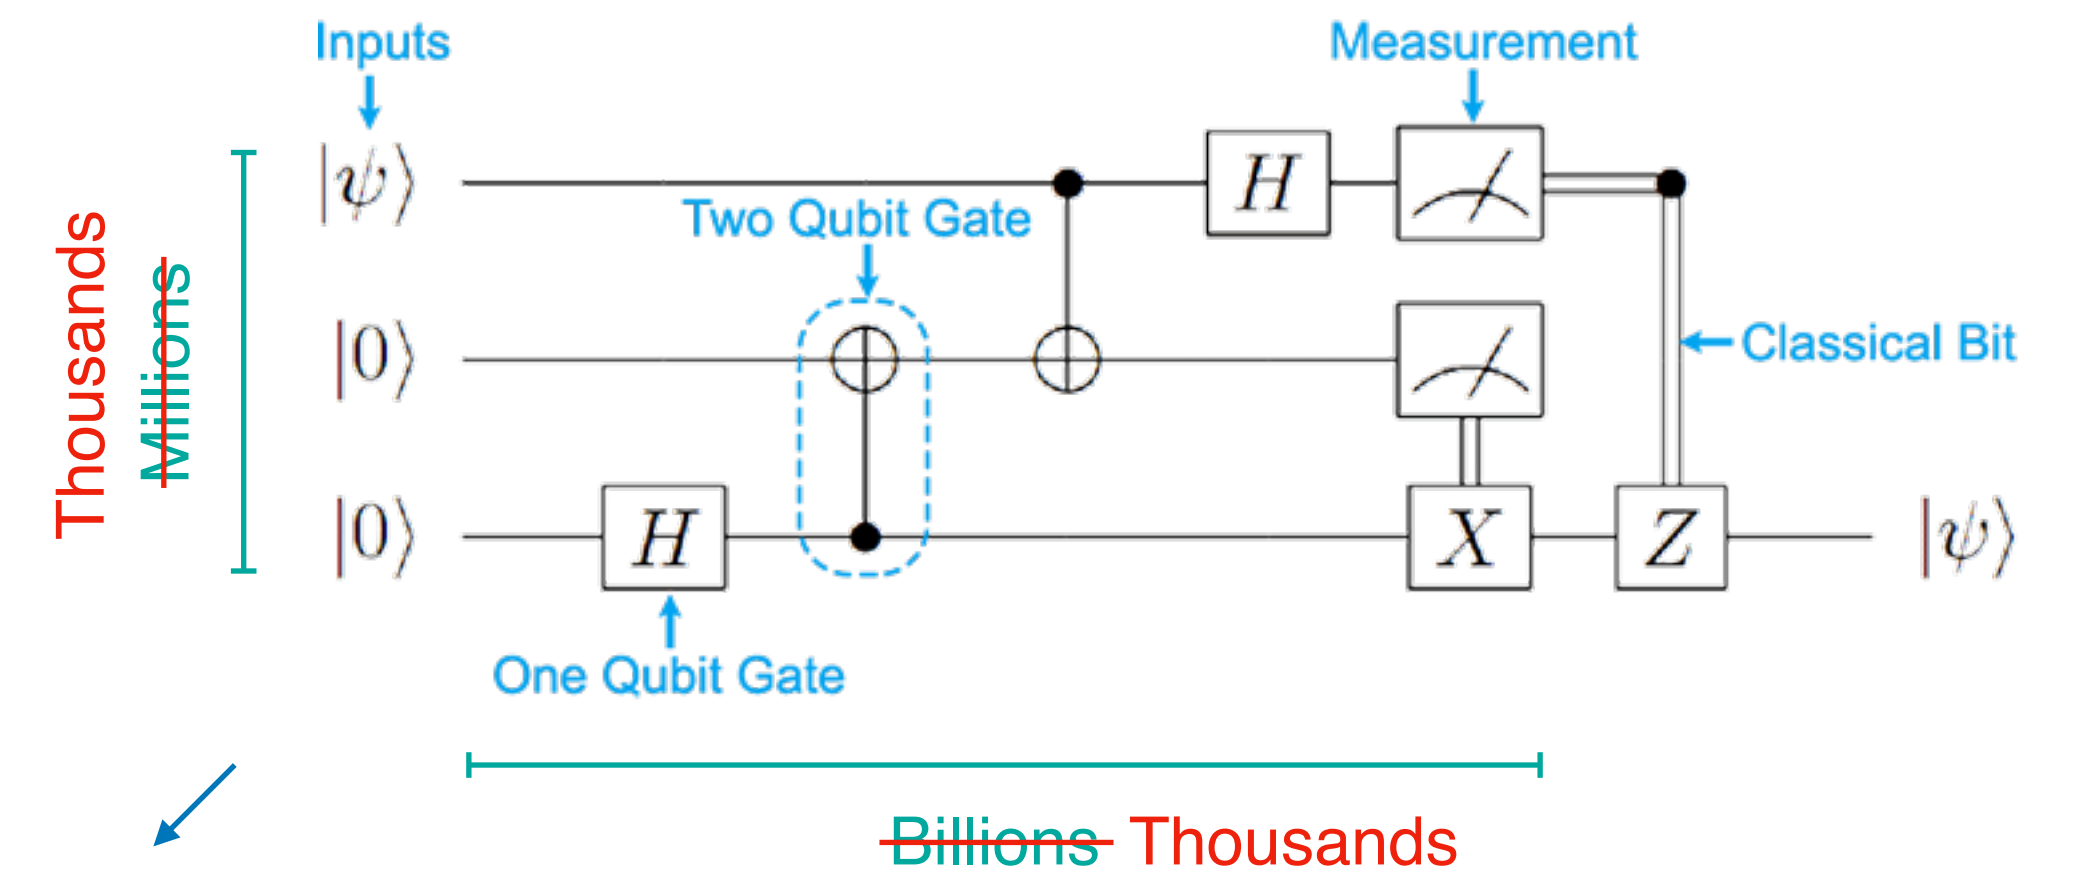 Inputs
Measurement
|ψ⟩
H
Two Qubit Gate
|0⟩
Classical Bit
Thousands
Millions
|0⟩
H
X
Z
|ψ⟩
One Qubit Gate
Billions Thousands